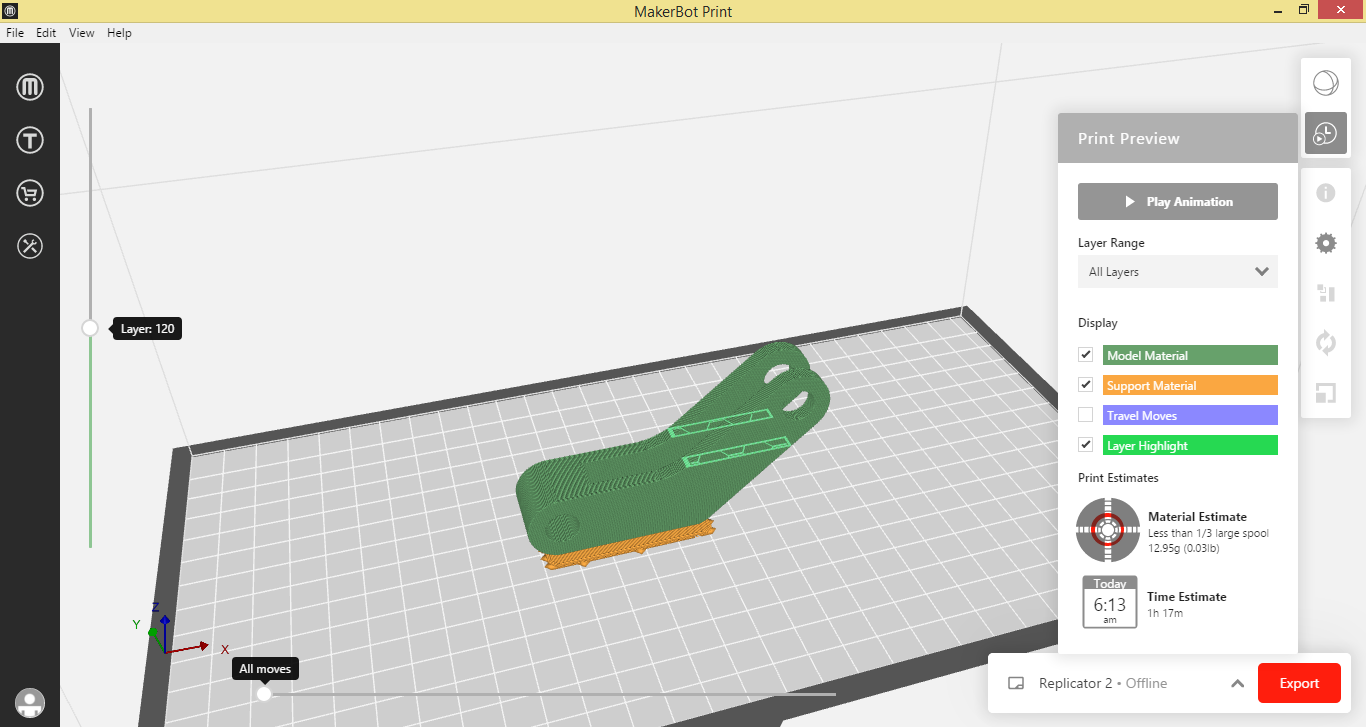 MakerBot Print
File Edit View Help
Print Preview
Play Animation
Layer Range
All Layers
Layer: 120
Display
Model Material
Support Material
Travel Moves
Layer Highlight
Print Estimates
Material Estimate
Less than 1/3 large spool
12.95g (0.03lb)
Today
6:13
am
Time Estimate
1h 17m
Z
Y
X
All moves
Replicator 2 • Offline
Export